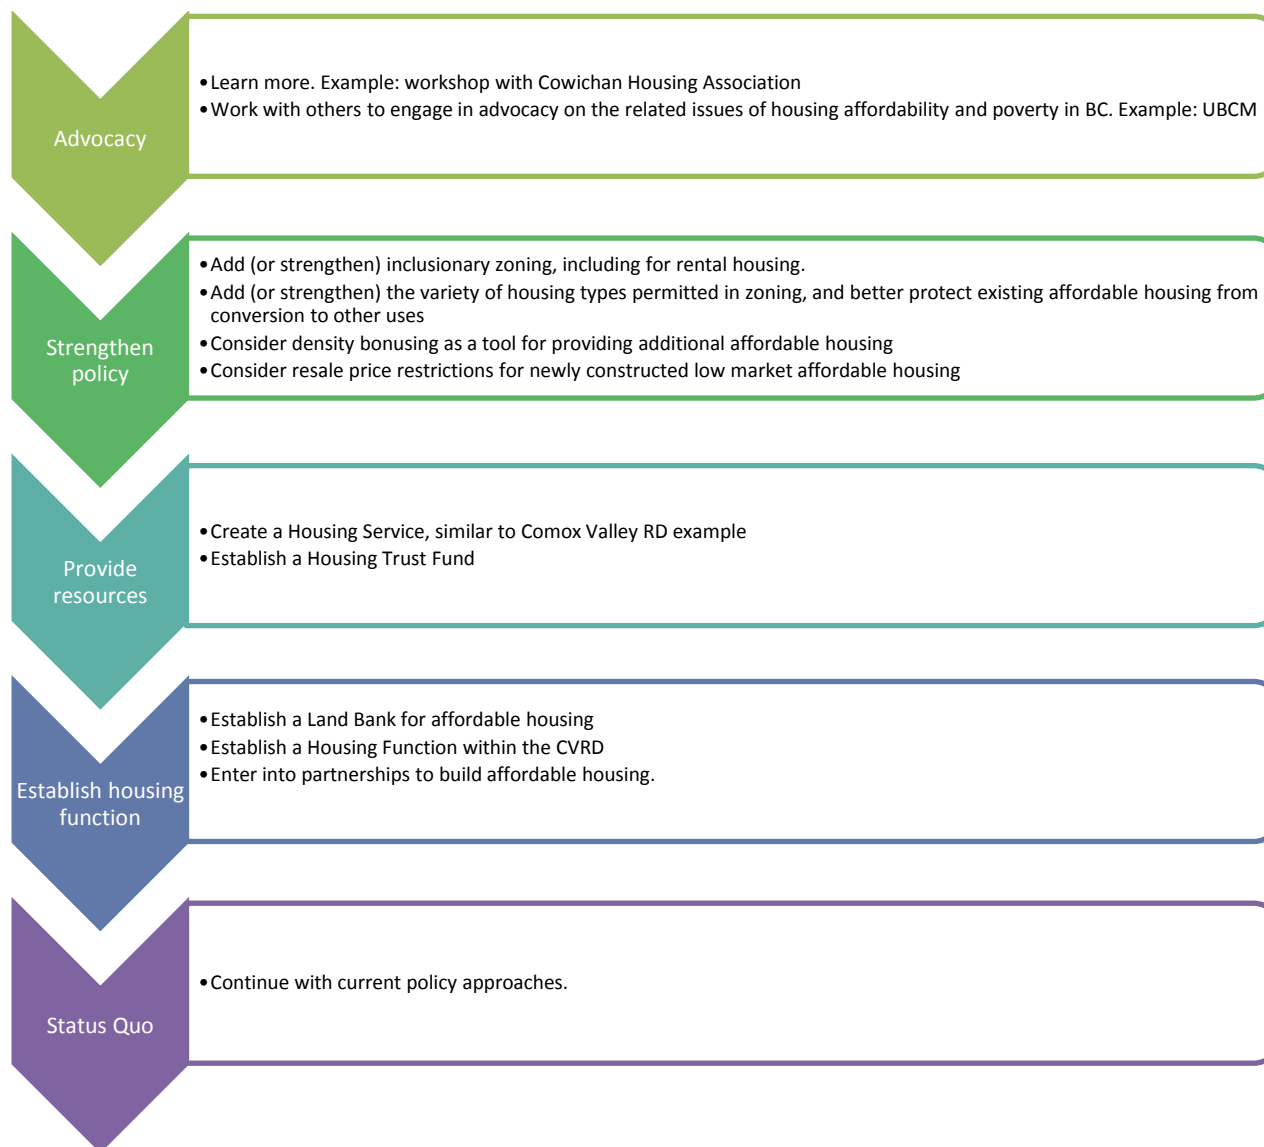 Advocacy
•Learn more. Example: workshop with Cowichan Housing Association
•Work with others to engage in advocacy on the related issues of housing affordability and poverty in BC. Example: UBCM
Strengthen
policy
•Add (or strengthen) inclusionary zoning, including for rental housing.
•Add (or strengthen) the variety of housing types permitted in zoning, and better protect existing affordable housing from
conversion to other uses
•Consider density bonusing as a tool for providing additional affordable housing
•Consider resale price restrictions for newly constructed low market affordable housing
Provide
resources
•Create a Housing Service, similar to Comox Valley RD example
•Establish a Housing Trust Fund
Establish housing
function
•Establish a Land Bank for affordable housing
•Establish a Housing Function within the CVRD
•Enter into partnerships to build affordable housing.
Status Quo
•Continue with current policy approaches.